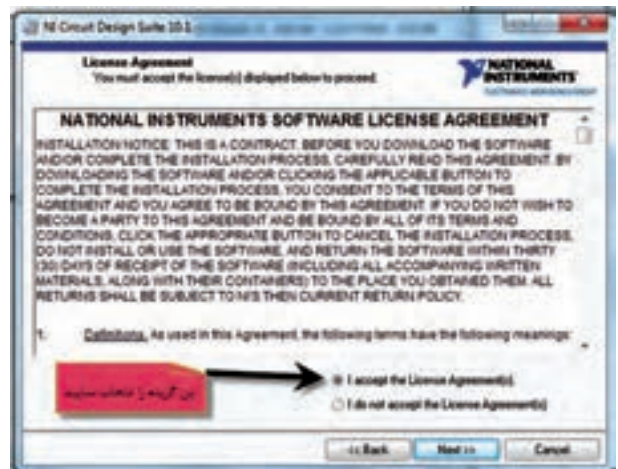 NI Circuit Design Suite 10.1
License Agreement
You must accept the license(s) displayed below to proceed.
NATIONAL
INSTRUMENTS
NATIONAL INSTRUMENTS SOFTWARE LICENSE AGREEMENT
INSTALLATION NOTICE: THIS IS A CONTRACT. BEFORE YOU DOWNLOAD THE SOFTWARE
AND/OR COMPLETE THE INSTALLATION PROCESS, CAREFULLY READ THIS AGREEMENT. BY
DOWNLOADING THE SOFTWARE AND/OR CLICKING THE APPLICABLE BUTTON TO
COMPLETE THE INSTALLATION PROCESS, YOU CONSENT TO THE TERMS OF THIS
AGREEMENT AND YOU AGREE TO BE BOUND BY THIS AGREEMENT. IF YOU DO NOT WISH TO
BECOME A PARTY TO THIS AGREEMENT AND BE BOUND BY ALL OF ITS TERMS AND
CONDITIONS, CLICK THE APPROPRIATE BUTTON TO CANCEL THE INSTALLATION PROCESS,
DO NOT INSTALL OR USE THE SOFTWARE, AND RETURN THE SOFTWARE WITHIN THIRTY
(30) DAYS OF RECEIPT OF THE SOFTWARE (INCLUDING ALL ACCOMPANYING WRITTEN
MATERIALS, ALONG WITH THEIR CONTAINERS) TO THE PLACE YOU OBTAINED THEM. ALL
RETURNS SHALL BE SUBJECT TO NI'S THEN CURRENT RETURN POLICY.
1. Definitions. As used in this Agreement, the following terms have the following meanings:
این گزینه را انتخاب نمایید
I accept the License Agreement(s).
I do not accept the License Agreement(s).
<< Back
Next >>
Cancel